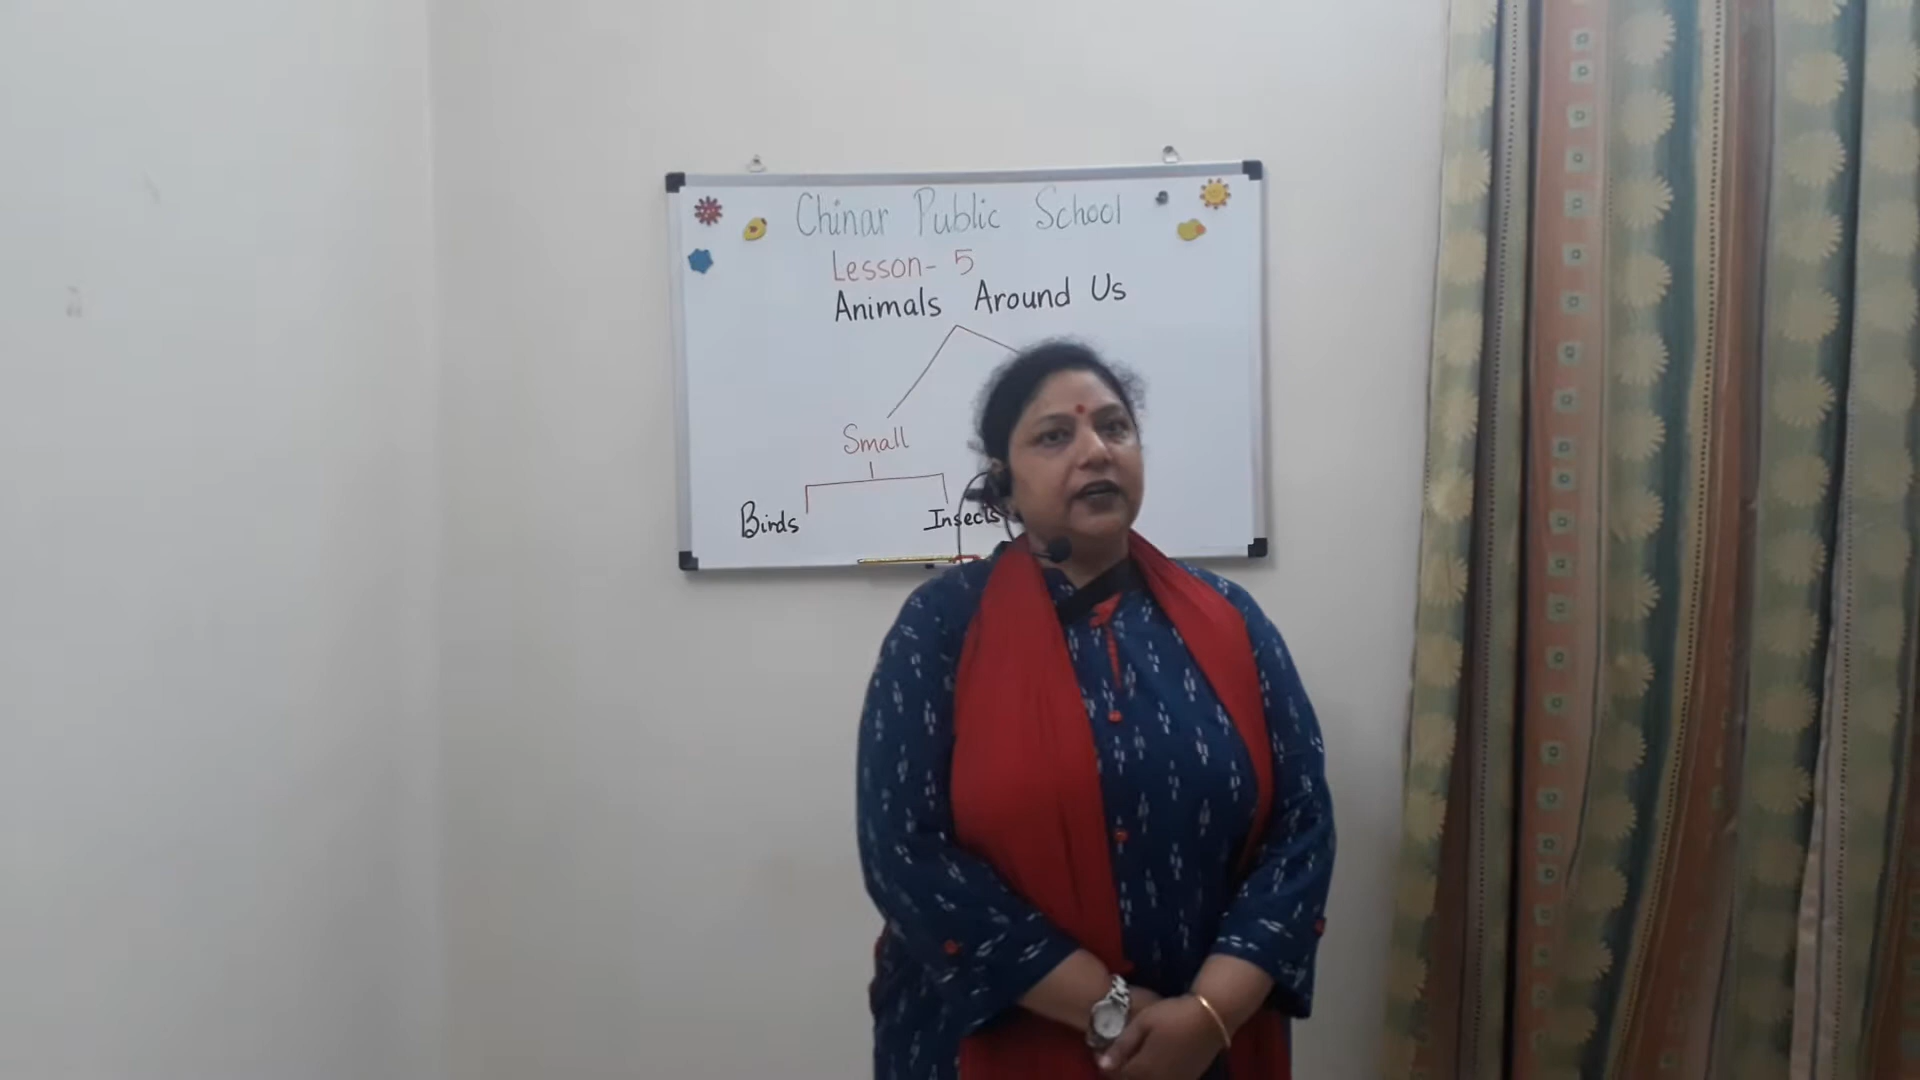 Chinar Public School
Lesson- 5
Animals Around Us
Small
Birds Insects